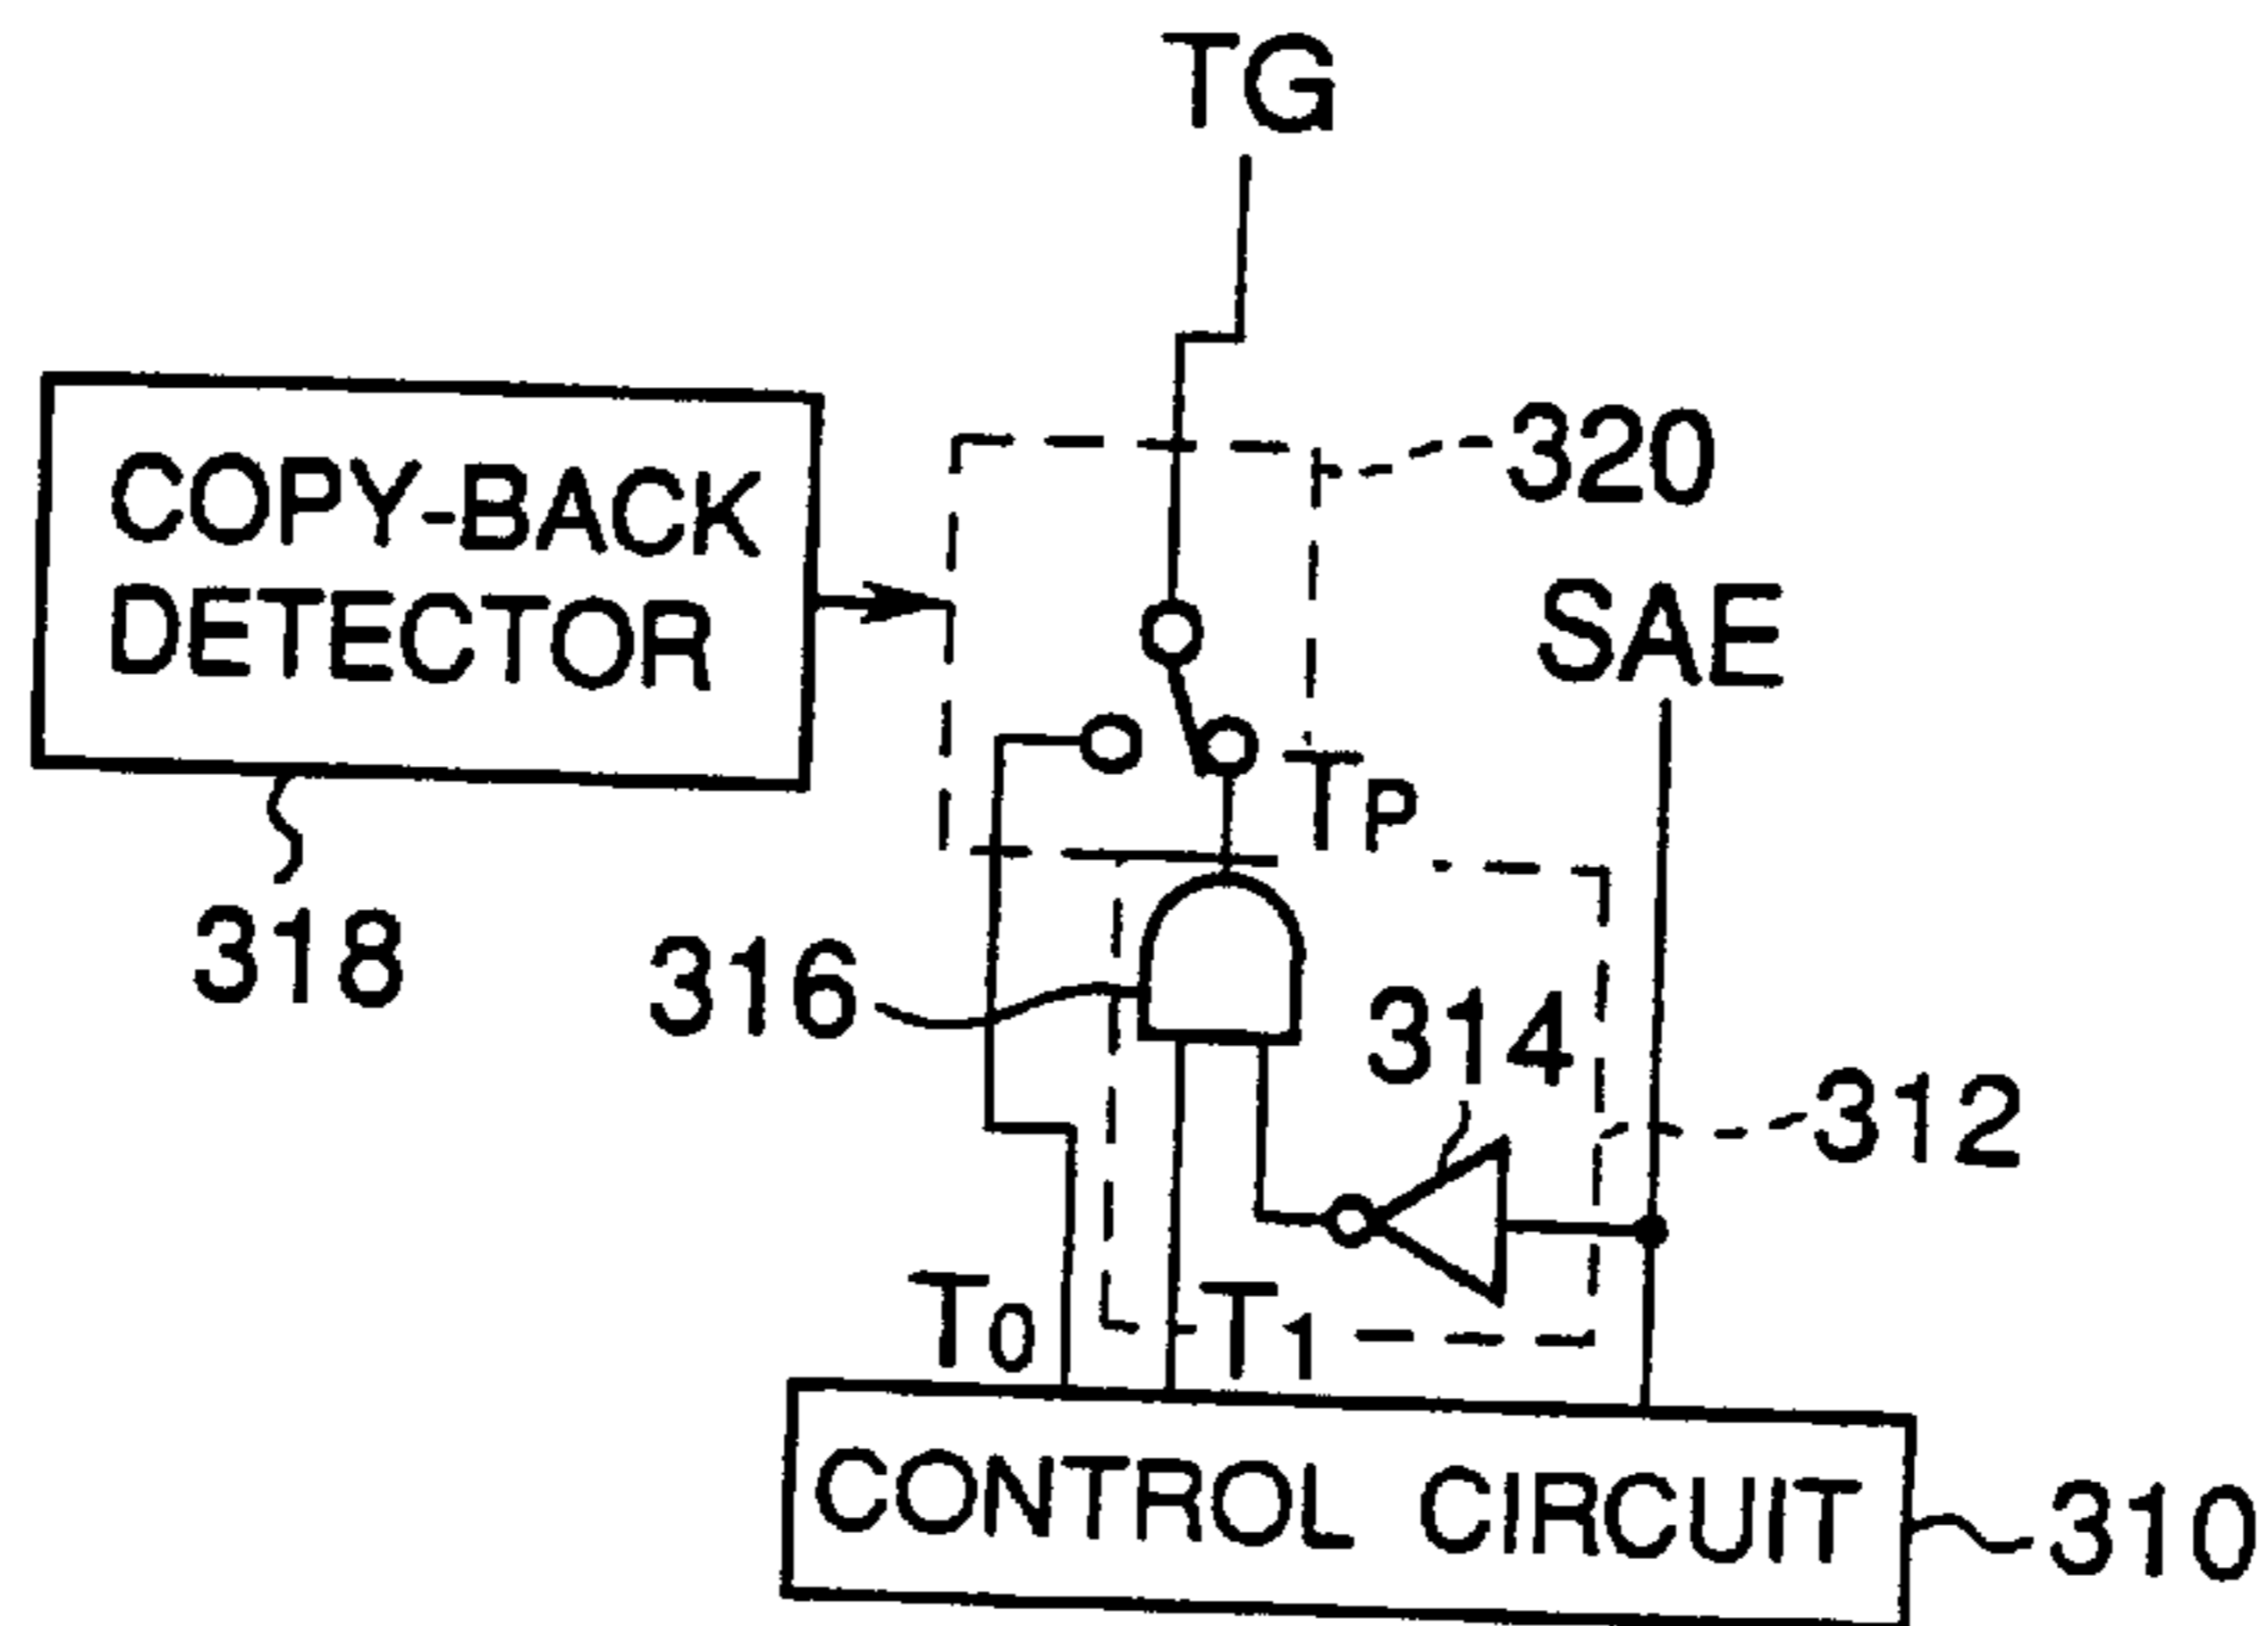 TG
320
COPY-BACK
DETECTOR
SAE
TP
318
316
314
312
T0
T1
CONTROL CIRCUIT
310